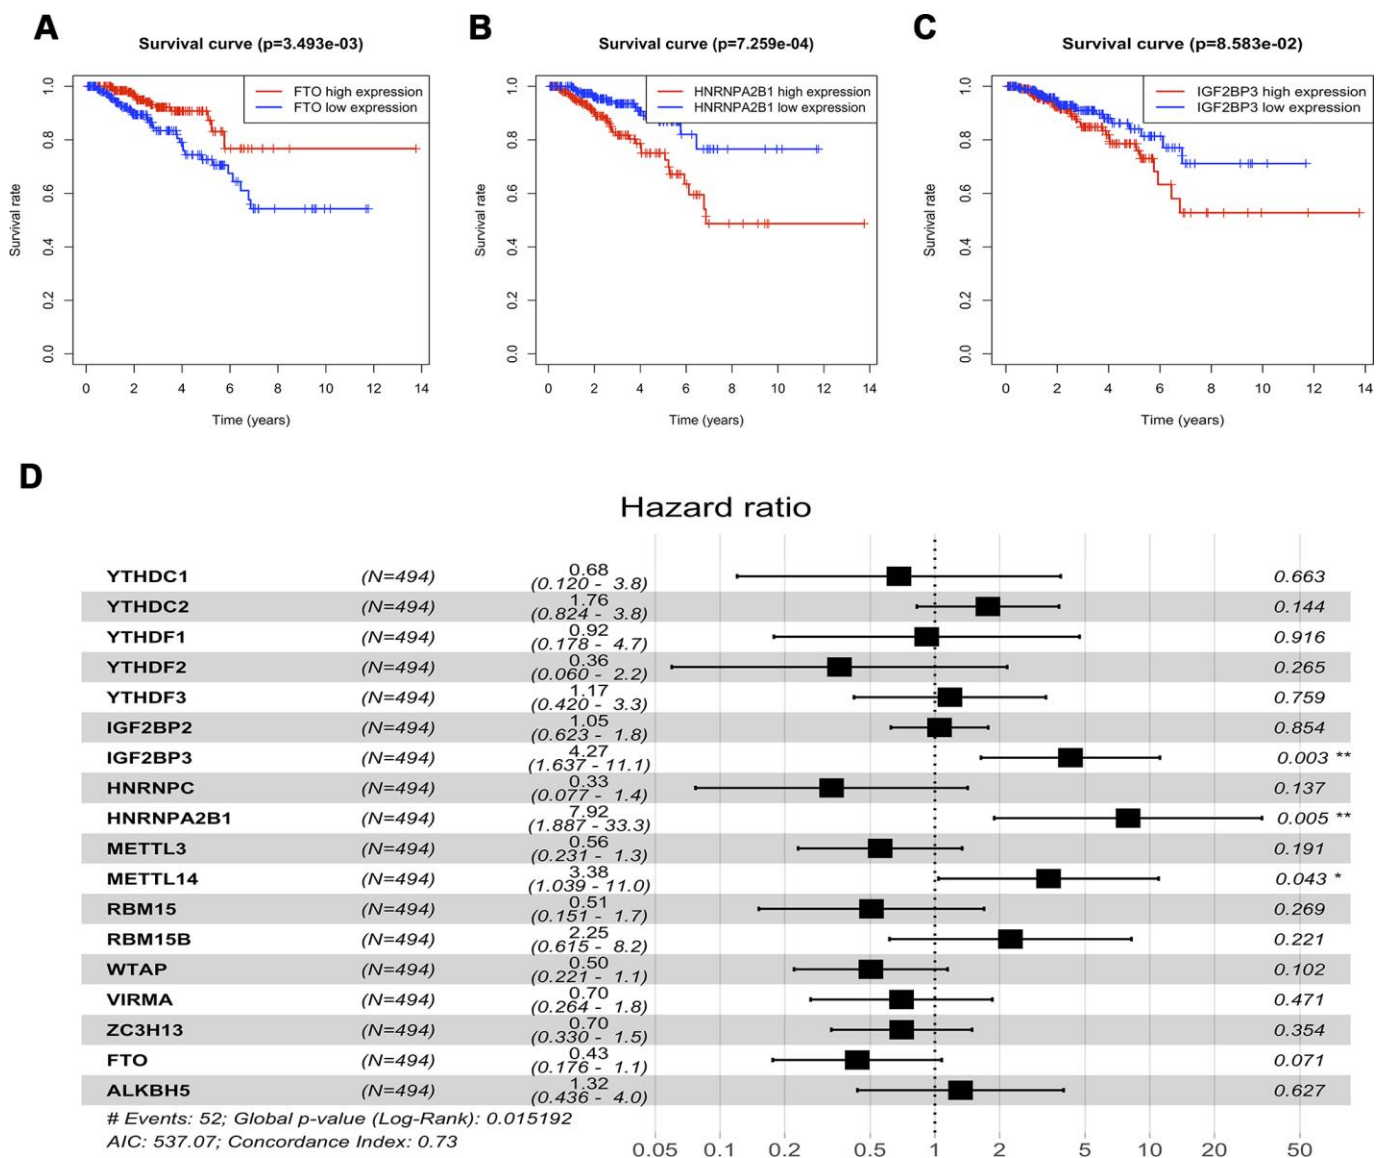 A
Survival curve (p=3.493e-03)
FTO high expression
FTO low expression
Survival rate
0.0 0.2 0.4 0.6 0.8 1.0
0 2 4 6 8 10 12 14
Time (years)
B
Survival curve (p=7.259e-04)
HNRNPA2B1 high expression
HNRNPA2B1 low expression
Survival rate
0.0 0.2 0.4 0.6 0.8 1.0
0 2 4 6 8 10 12 14
Time (years)
C
Survival curve (p=8.583e-02)
IGF2BP3 high expression
IGF2BP3 low expression
Survival rate
0.0 0.2 0.4 0.6 0.8 1.0
0 2 4 6 8 10 12 14
Time (years)
D
Hazard ratio
YTHDC1 (N=494) 0.68 (0.120 - 3.8) 0.663
YTHDC2 (N=494) 1.76 (0.824 - 3.8) 0.144
YTHDF1 (N=494) 0.92 (0.178 - 4.7) 0.916
YTHDF2 (N=494) 0.36 (0.060 - 2.2) 0.265
YTHDF3 (N=494) 1.17 (0.420 - 3.3) 0.759
IGF2BP2 (N=494) 1.05 (0.623 - 1.8) 0.854
IGF2BP3 (N=494) 4.27 (1.637 - 11.1) 0.003 **
HNRNPC (N=494) 0.33 (0.077 - 1.4) 0.137
HNRNPA2B1 (N=494) 7.92 (1.887 - 33.3) 0.005 **
METTL3 (N=494) 0.56 (0.231 - 1.3) 0.191
METTL14 (N=494) 3.38 (1.039 - 11.0) 0.043 *
RBM15 (N=494) 0.51 (0.151 - 1.7) 0.269
RBM15B (N=494) 2.25 (0.615 - 8.2) 0.221
WTAP (N=494) 0.50 (0.221 - 1.1) 0.102
VIRMA (N=494) 0.70 (0.264 - 1.8) 0.471
ZC3H13 (N=494) 0.70 (0.330 - 1.5) 0.354
FTO (N=494) 0.43 (0.176 - 1.1) 0.071
ALKBH5 (N=494) 1.32 (0.436 - 4.0) 0.627
# Events: 52; Global p-value (Log-Rank): 0.015192
AIC: 537.07; Concordance Index: 0.73
0.05 0.1 0.2 0.5 1 2 5 10 20 50